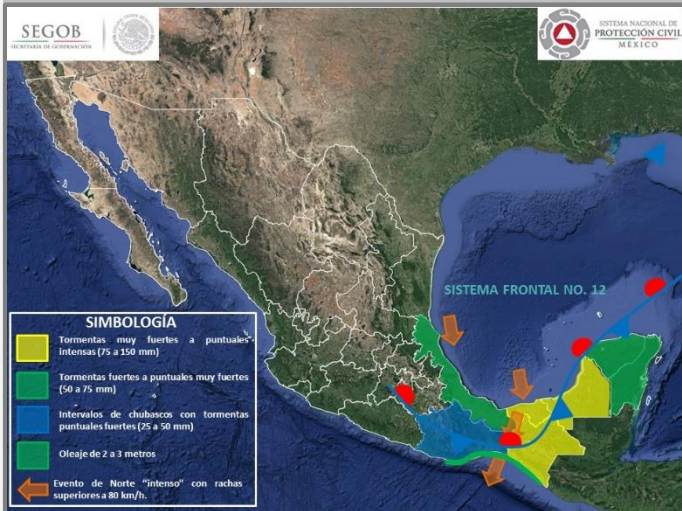 SEGOB
SECRETARÍA DE GOBERNACIÓN
SISTEMA NACIONAL DE
PROTECCIÓN CIVIL
MÉXICO
SISTEMA FRONTAL NO. 12
SIMBOLOGÍA
Tormentas muy fuertes a puntuales
intensas (75 a 150 mm)
Tormentas fuertes a puntuales muy fuertes
(50 a 75 mm)
Intervalos de chubascos con tormentas
puntuales fuertes (25 a 50 mm)
Oleaje de 2 a 3 metros
Evento de Norte "intenso" con rachas
superiores a 80 km/h.